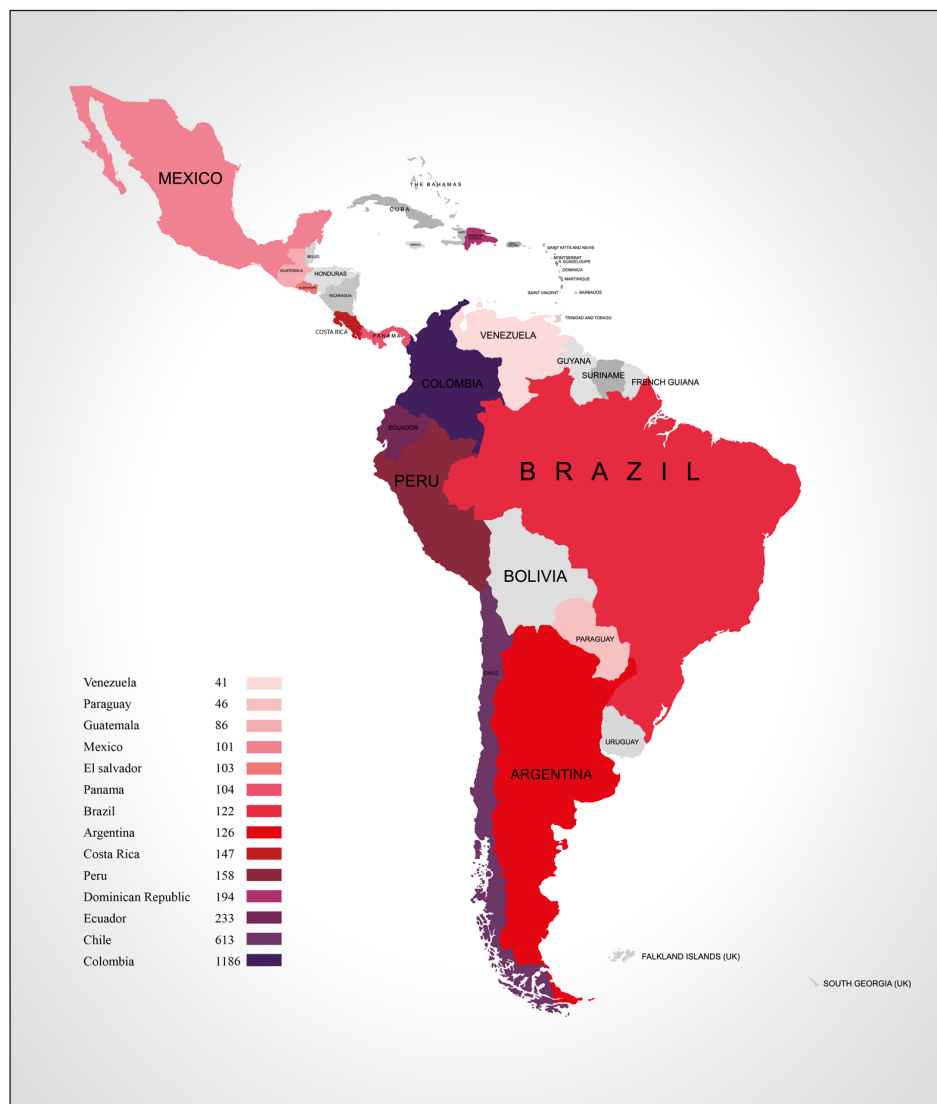 MEXICO
THE BAHAMAS
CUBA
BELIZE
GUATEMALA
HONDURAS
NICARAGUA
COSTA RICA
PANAMA
SAINT KITTS AND NEVIS
MONTSERRAT
GUADELOUPE
DOMINICA
MARTINIQUE
SAINT VINCENT
BARBADOS
TRINIDAD AND TOBAGO
VENEZUELA
GUYANA
SURINAME
FRENCH GUIANA
COLOMBIA
ECUADOR
PERU
BRAZIL
BOLIVIA
PARAGUAY
CHILE
URUGUAY
ARGENTINA
FALKLAND ISLANDS (UK)
SOUTH GEORGIA (UK)
Venezuela 41
Paraguay 46
Guatemala 86
Mexico 101
El salvador 103
Panama 104
Brazil 122
Argentina 126
Costa Rica 147
Peru 158
Dominican Republic 194
Ecuador 233
Chile 613
Colombia 1186